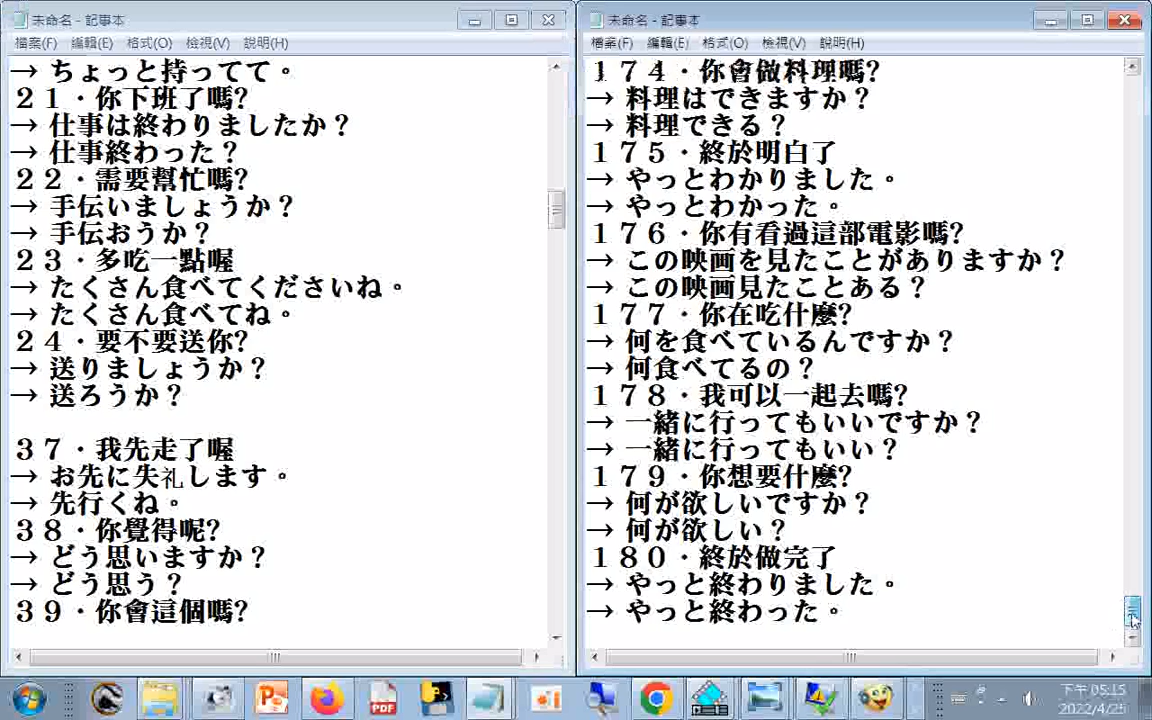 未命名 - 記事本
檔案(F) 編輯(E) 格式(O) 檢視(V) 說明(H)
→ ちょっと持ってて。
２１．你下班了嗎?
→ 仕事は終わりましたか？
→ 仕事終わった？
２２．需要幫忙嗎?
→ 手伝いましょうか？
→ 手伝おうか？
２３．多吃一點喔
→ たくさん食べてくださいね。
→ たくさん食べてね。
２４．要不要送你?
→ 送りましょうか？
→ 送ろうか？
３７．我先走了喔
→ お先に失礼します。
→ 先行くね。
３８．你覺得呢?
→ どう思いますか？
→ どう思う？
３９．你會這個嗎?
未命名 - 記事本
檔案(F) 編輯(E) 格式(O) 檢視(V) 說明(H)
１７４．你會做料理嗎?
→ 料理はできますか？
→ 料理できる？
１７５．終於明白了
→ やっとわかりました。
→ やっとわかった。
１７６．你有看過這部電影嗎?
→ この映画を見たことがありますか？
→ この映画見たことある？
１７７．你在吃什麼?
→ 何を食べているんですか？
→ 何食べてるの？
１７８．我可以一起去嗎?
→ 一緒に行ってもいいですか？
→ 一緒に行ってもいい？
１７９．你想要什麼?
→ 何が欲しいですか？
→ 何が欲しい？
１８０．終於做完了
→ やっと終わりました。
→ やっと終わった。
PDF
下午 05:15
2022/4/25